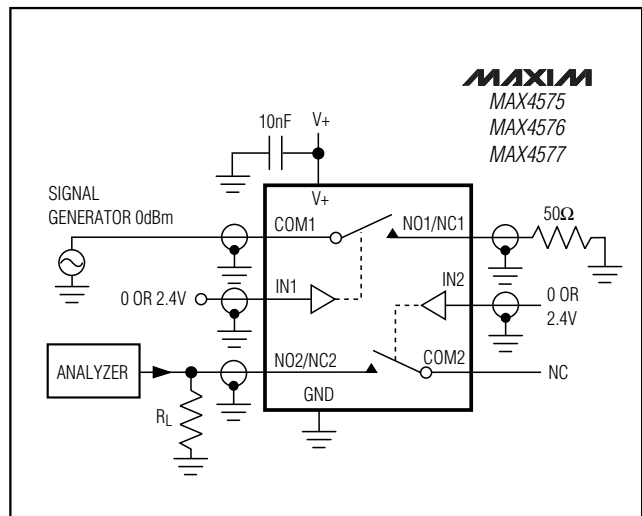 MAXIM
MAX4575
MAX4576
MAX4577
10nF
V+
V+
SIGNAL
GENERATOR 0dBm
COM1
NO1/NC1
50Ω
0 OR 2.4V
IN1
IN2
0 OR
2.4V
ANALYZER
NO2/NC2
COM2
NC
RL
GND